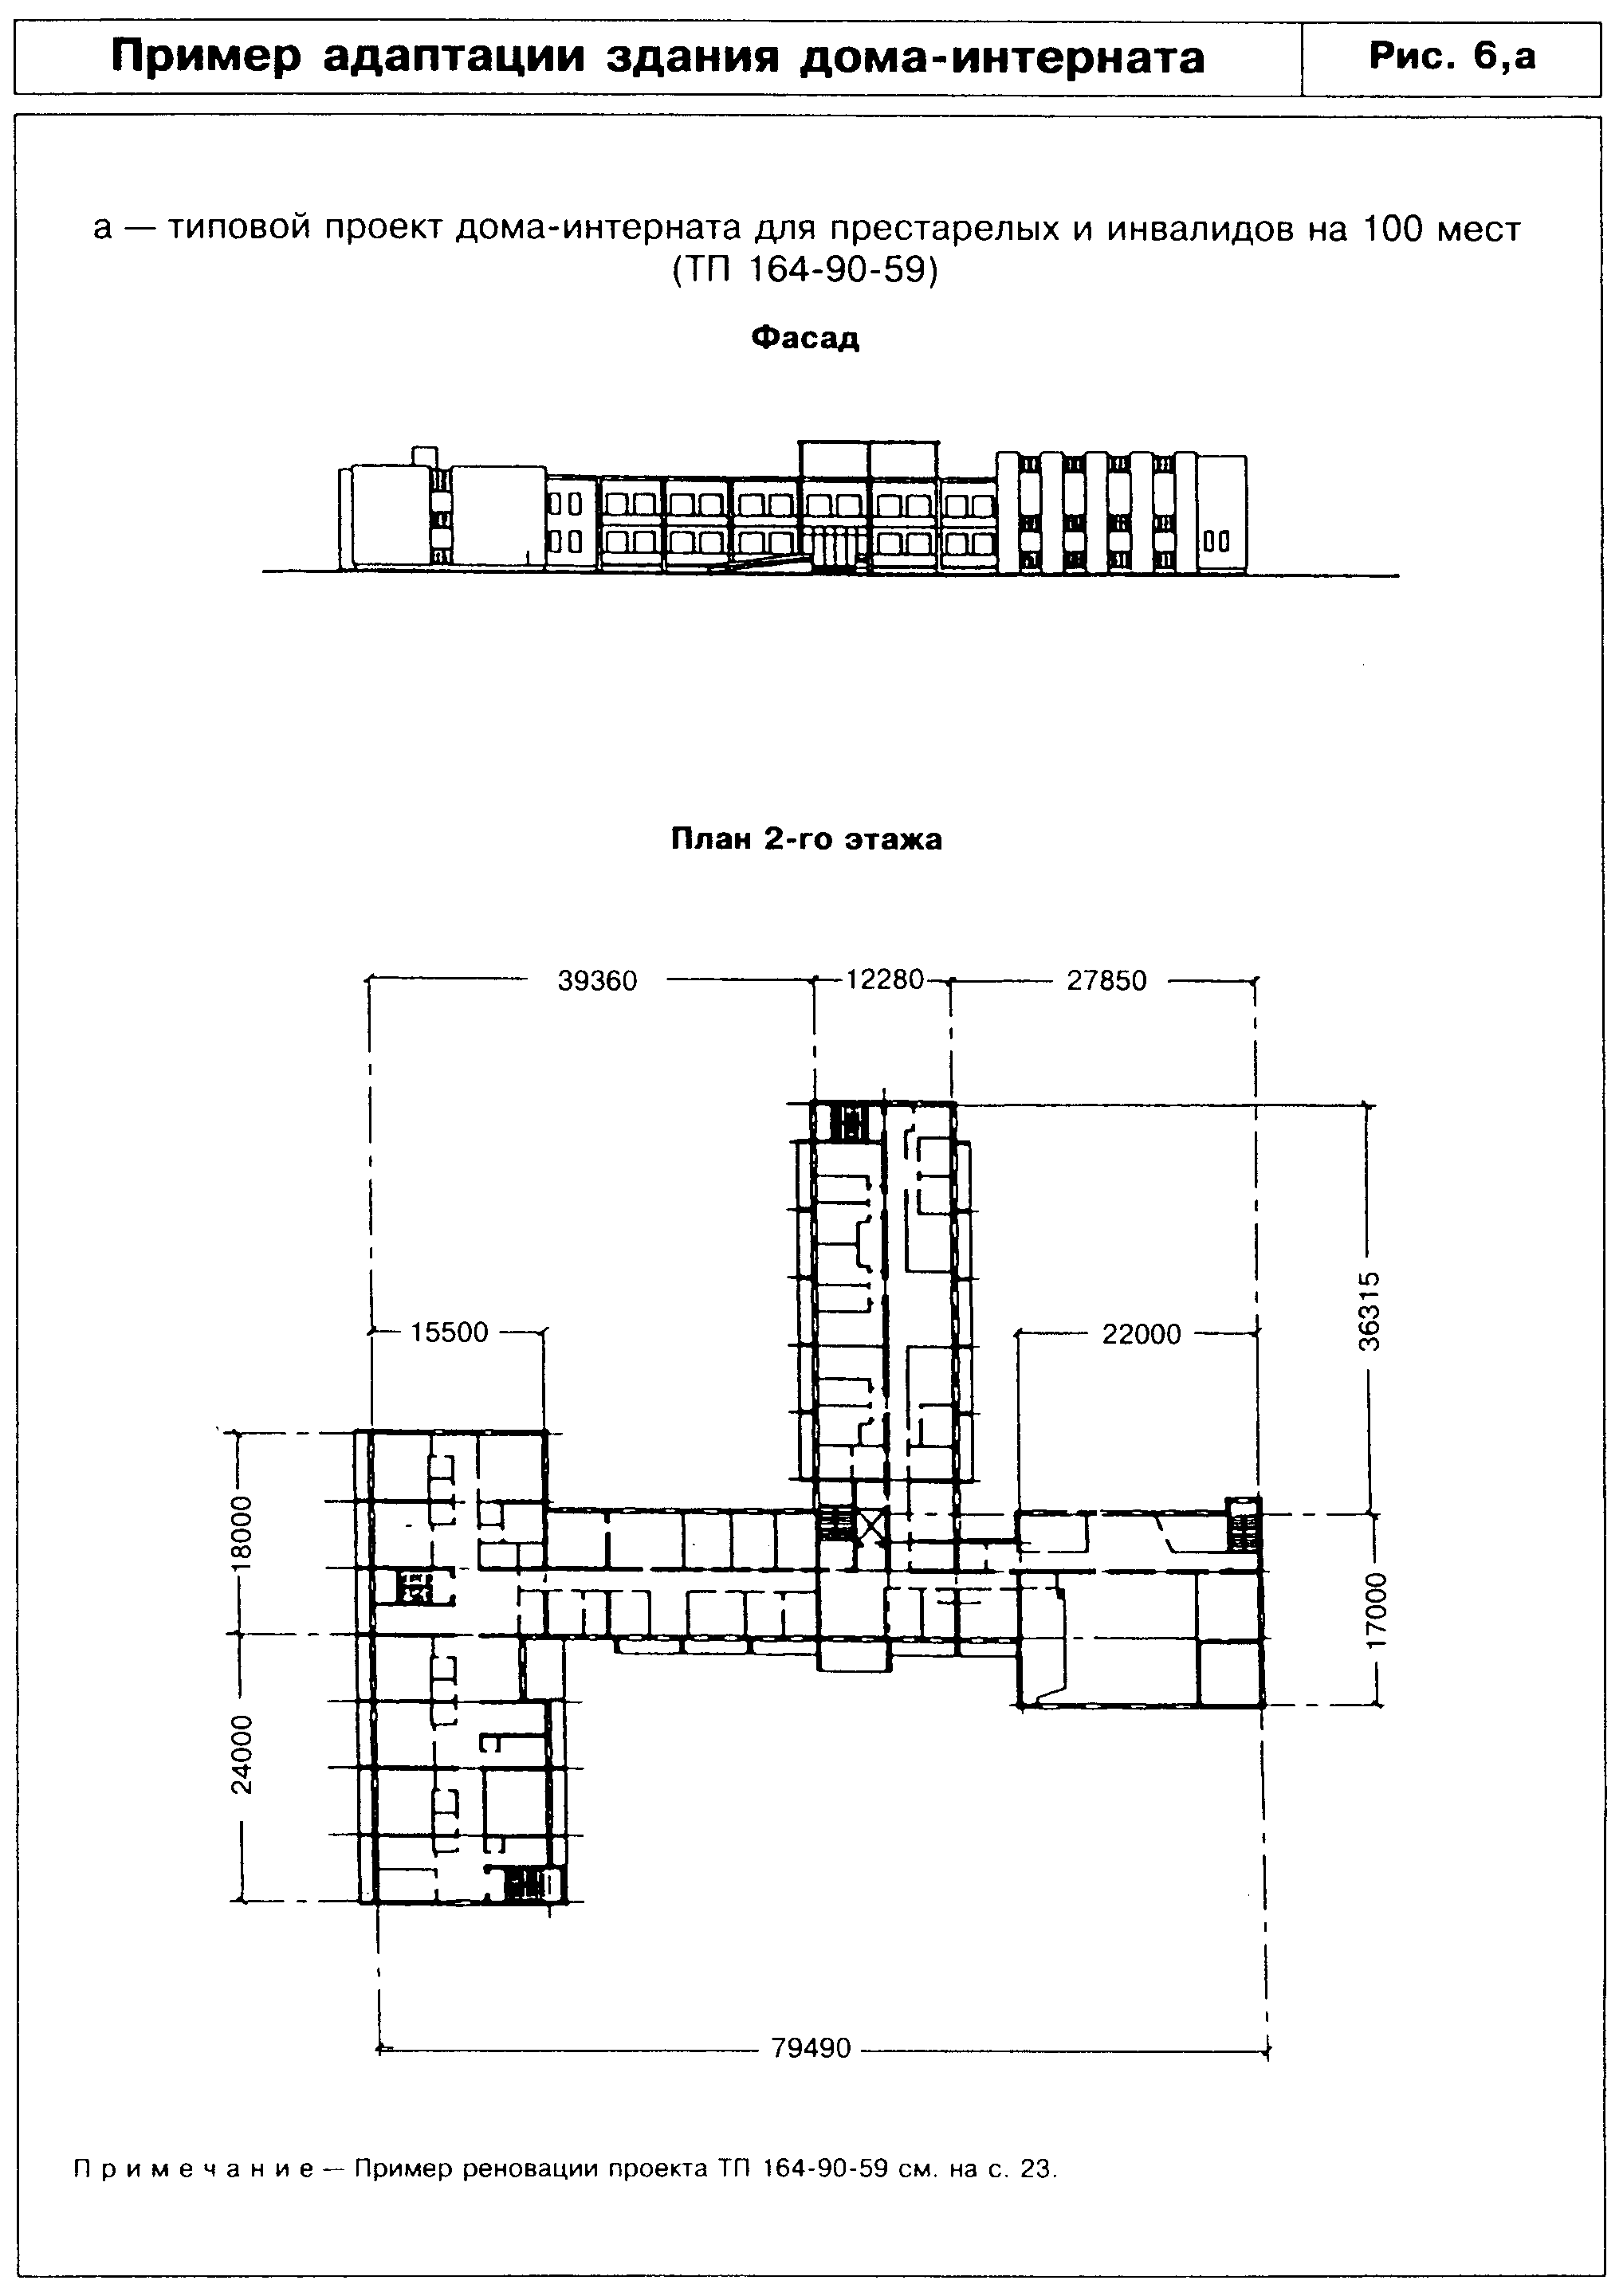 Пример адаптации здания дома-интерната
Рис. 6,а
а — типовой проект дома-интерната для престарелых и инвалидов на 100 мест
(ТП 164-90-59)
Фасад
План 2-го этажа
39360
12280
27850
15500
22000
36315
18000
17000
24000
79490
Примечание — Пример реновации проекта ТП 164-90-59 см. на с. 23.